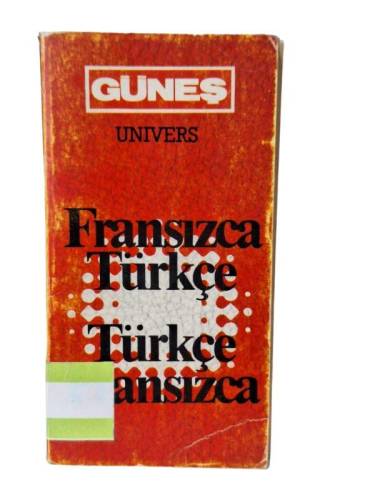 GÜNEŞ
UNIVERS
Fransızca
Türkçe
Türkçe
ansızca